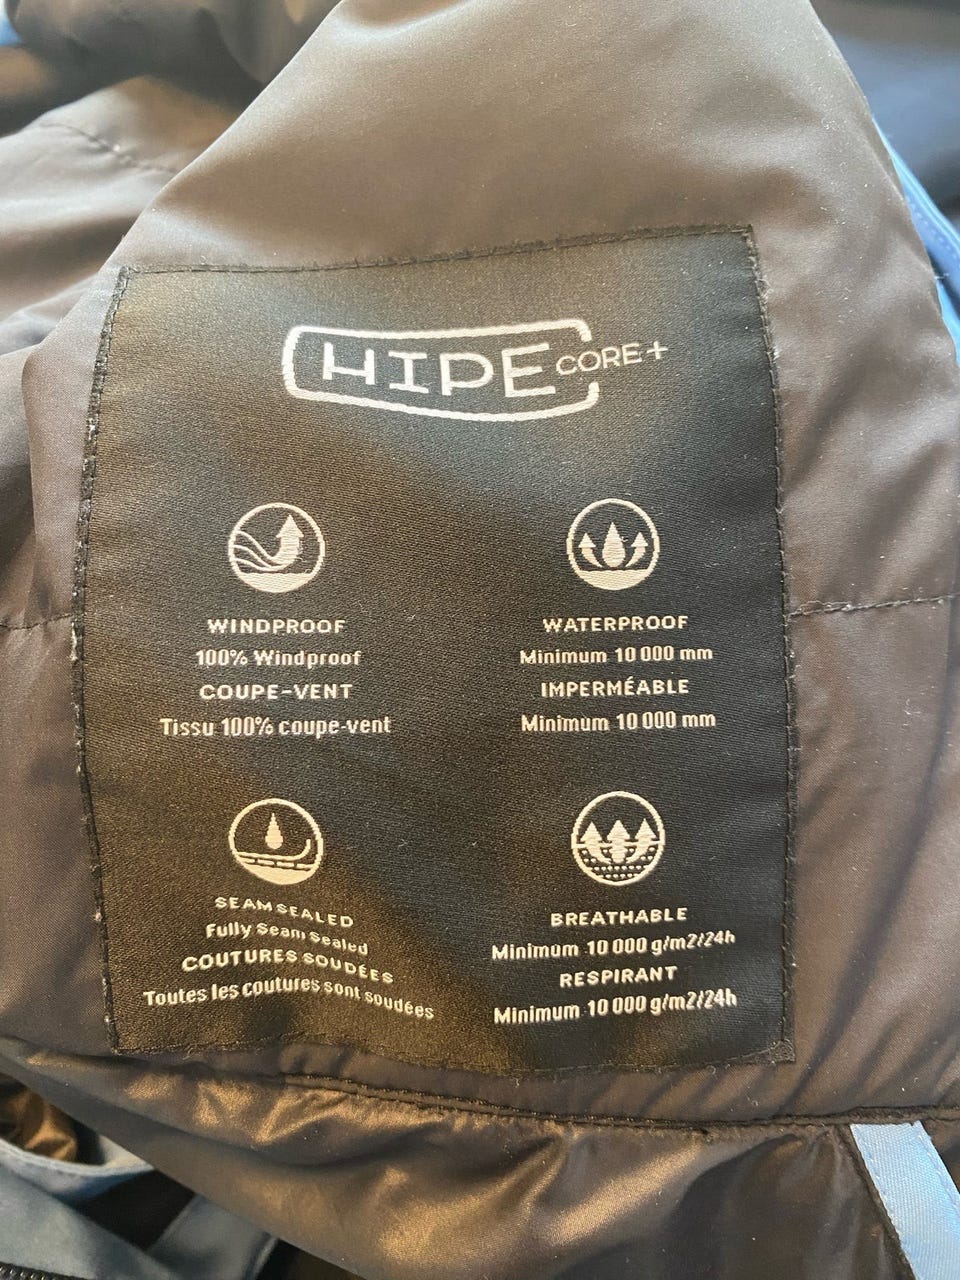 HIPE CORE+
WINDPROOF
100% Windproof
COUPE-VENT
Tissu 100% coupe-vent
WATERPROOF
Minimum 10 000 mm
IMPERMÉABLE
Minimum 10 000 mm
SEAM SEALED
Fully Seam Sealed
COUTURES SOUDÉES
Toutes les coutures sont soudées
BREATHABLE
Minimum 10 000 g/m2/24h
RESPIRANT
Minimum 10 000 g/m2/24h